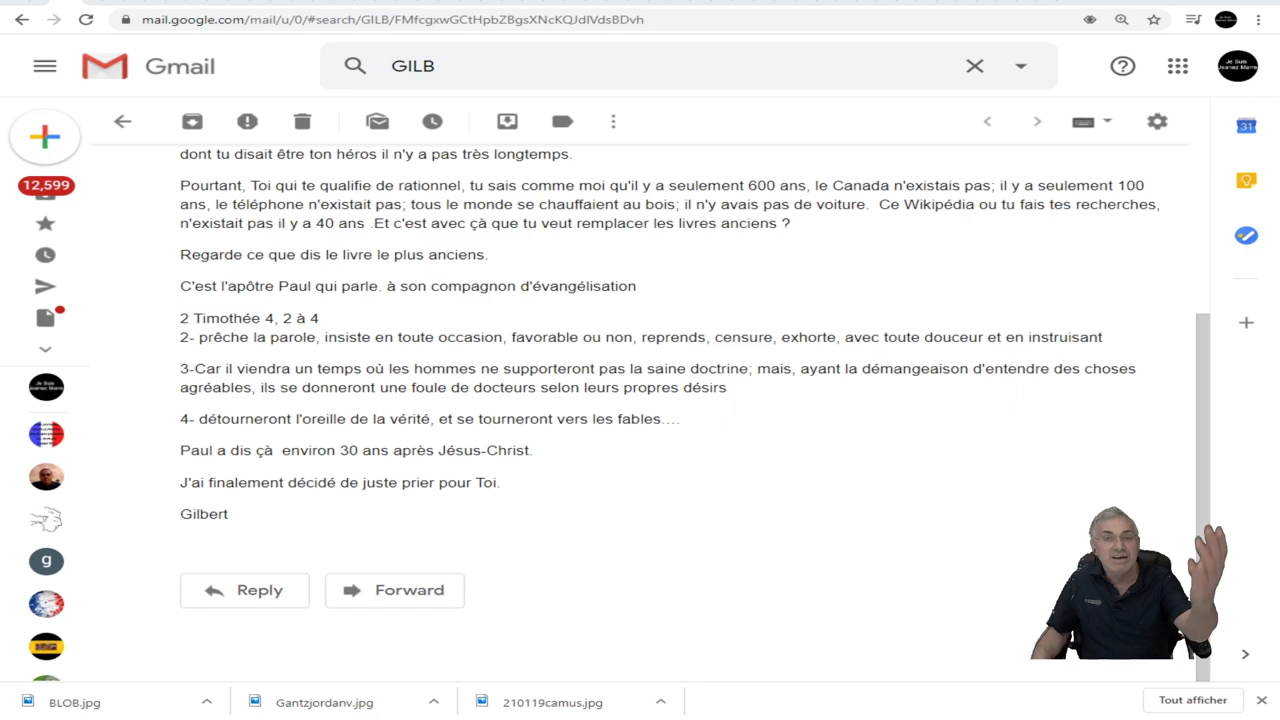 mail.google.com/mail/u/0/#search/GILB/FMfcgxwGCtHpbZBgsXNcKQJdlVdsBDvh
Gmail
GILB
Je Suis
Jeanez Marre
12,599
31
dont tu disait être ton héros il n'y a pas très longtemps.
Pourtant, Toi qui te qualifie de rationnel, tu sais comme moi qu'il y a seulement 600 ans, le Canada n'existais pas; il y a seulement 100
ans, le téléphone n'existait pas; tous le monde se chauffaient au bois; il n'y avais pas de voiture.  Ce Wikipédia ou tu fais tes recherches,
n'existait pas il y a 40 ans .Et c'est avec çà que tu veut remplacer les livres anciens ?
Regarde ce que dis le livre le plus anciens.
C'est l'apôtre Paul qui parle. à son compagnon d'évangélisation
2 Timothée 4, 2 à 4
2- prêche la parole, insiste en toute occasion, favorable ou non, reprends, censure, exhorte, avec toute douceur et en instruisant
3-Car il viendra un temps où les hommes ne supporteront pas la saine doctrine; mais, ayant la démangeaison d'entendre des choses
agréables, ils se donneront une foule de docteurs selon leurs propres désirs
4- détourneront l'oreille de la vérité, et se tourneront vers les fables....
Paul a dis çà  environ 30 ans après Jésus-Christ.
J'ai finalement décidé de juste prier pour Toi.
Gilbert
g
Reply
Forward
BLOB.jpg
Gantzjordanv.jpg
210119camus.jpg
Tout afficher